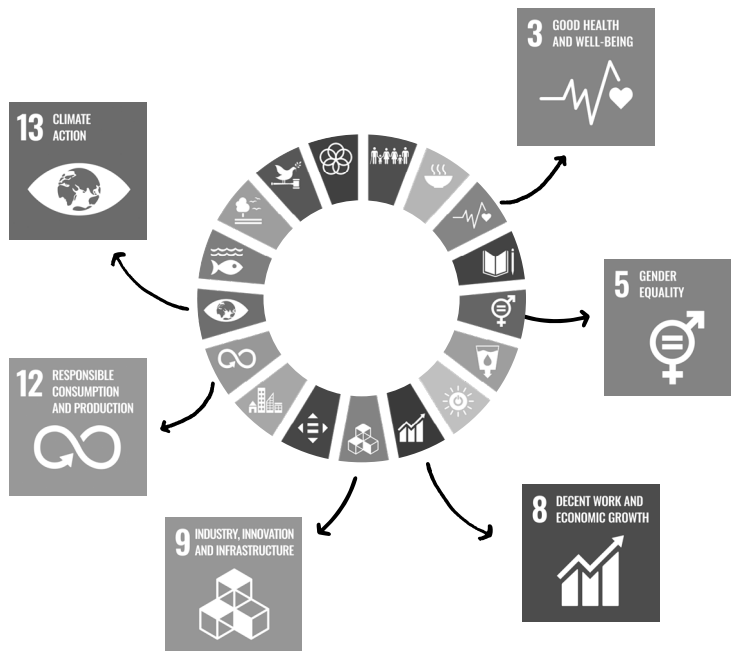 3 GOOD HEALTH
AND WELL-BEING
13 CLIMATE
ACTION
5 GENDER
EQUALITY
12 RESPONSIBLE
CONSUMPTION
AND PRODUCTION
8 DECENT WORK AND
ECONOMIC GROWTH
9 INDUSTRY, INNOVATION
AND INFRASTRUCTURE